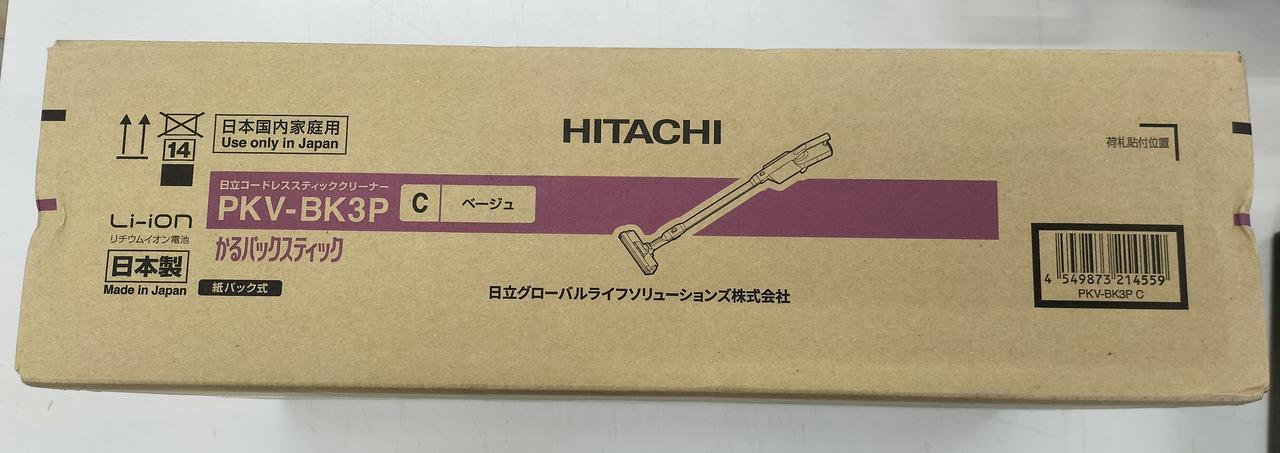 14
日本国内家庭用
Use only in Japan
HITACHI
荷札貼付位置
日立コードレススティッククリーナー
PKV-BK3P C ベージュ
かるパックスティック
Li-ion
リチウムイオン電池
日本製
Made in Japan
紙パック式
日立グローバルライフソリューションズ株式会社
4 549873 214559
PKV-BK3P C